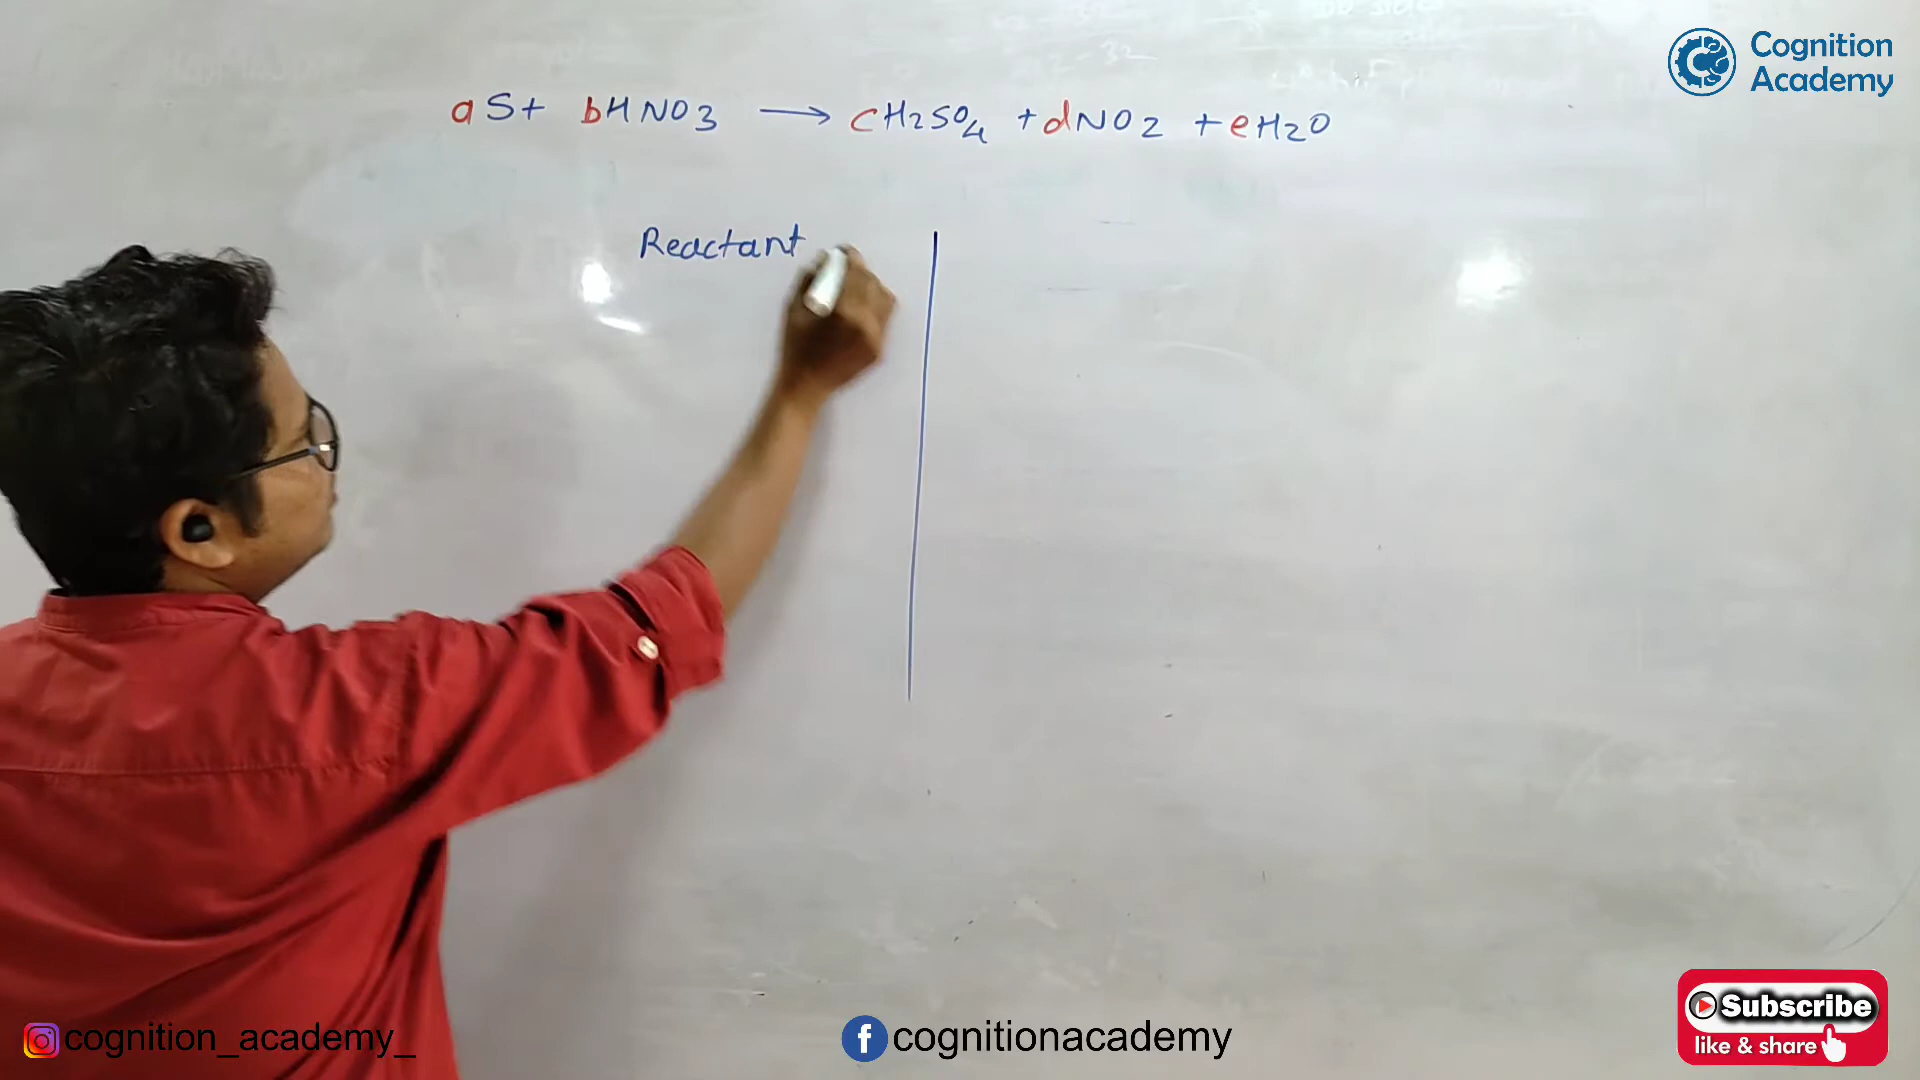 Cognition
Academy
aS+ bHNO3 → cH2SO4 + dNO2 + eH2O
Reactant
Subscribe
like & share
cognition_academy_
cognitionacademy